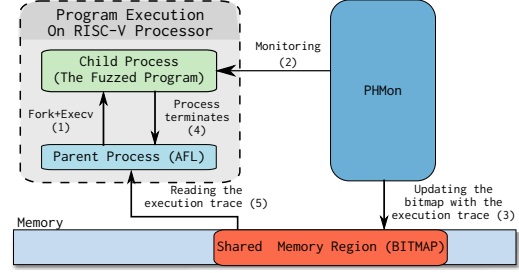 Program Execution
On RISC-V Processor
Child Process
(The Fuzzed Program)
Monitoring
(2)
PHMon
Fork+Execv
(1)
Process
terminates
(4)
Parent Process (AFL)
Reading the
execution trace (5)
Updating the
bitmap with the
execution trace (3)
Memory
Shared Memory Region (BITMAP)